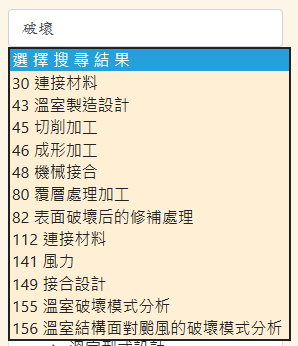 破壞
選擇搜尋結果
30 連接材料
43 溫室製造設計
45 切削加工
46 成形加工
48 機械接合
80 覆層處理加工
82 表面破壞后的修補處理
112 連接材料
141 風力
149 接合設計
155 溫室破壞模式分析
156 溫室結構面對颱風的破壞模式分析